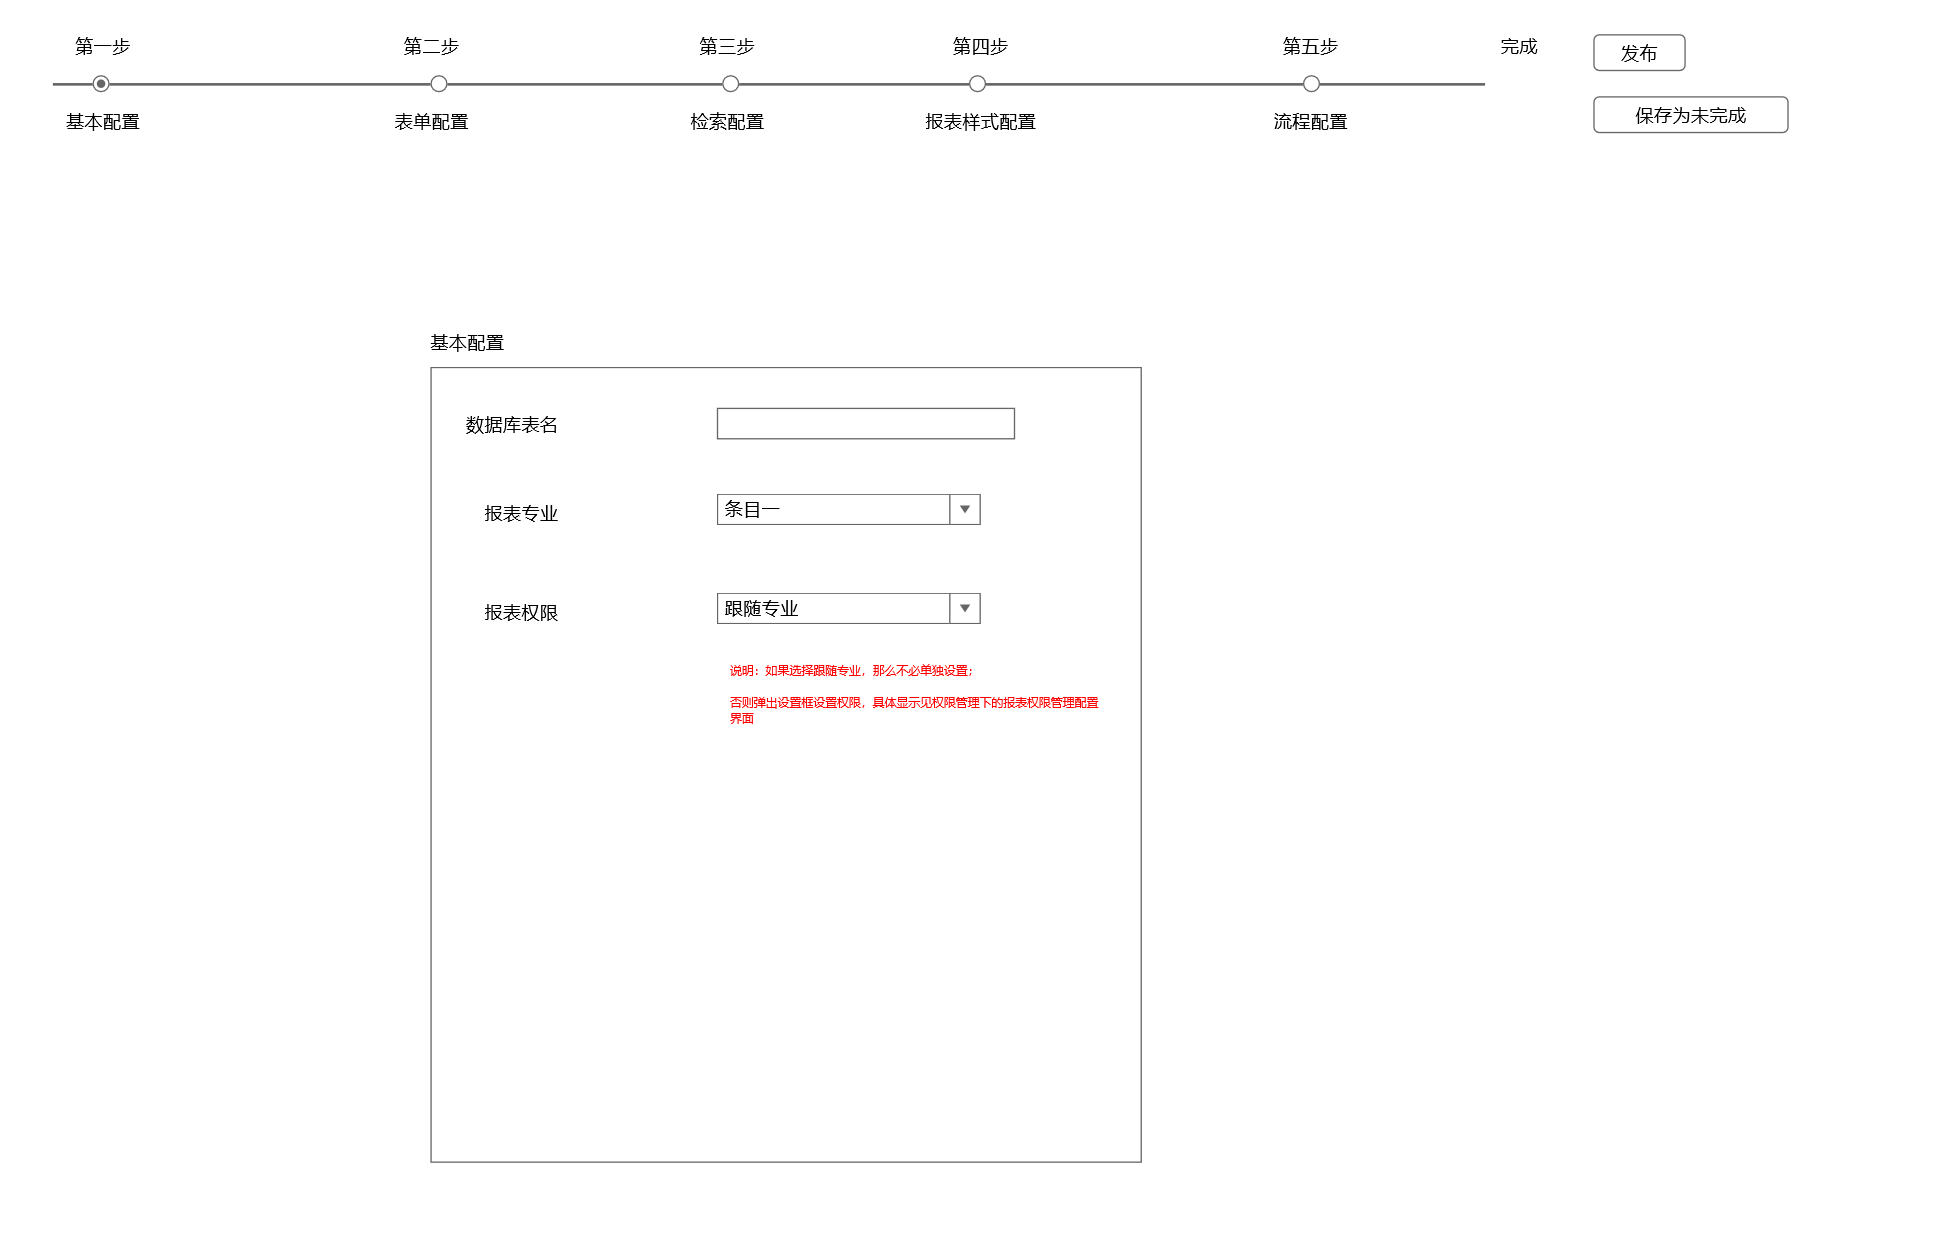 第一步
第二步
第三步
第四步
第五步
完成
发布
基本配置
表单配置
检索配置
报表样式配置
流程配置
保存为未完成
基本配置
数据库表名
报表专业
条目一
报表权限
跟随专业
说明：如果选择跟随专业，那么不必单独设置；
否则弹出设置框设置权限，具体显示见权限管理下的报表权限管理配置
界面